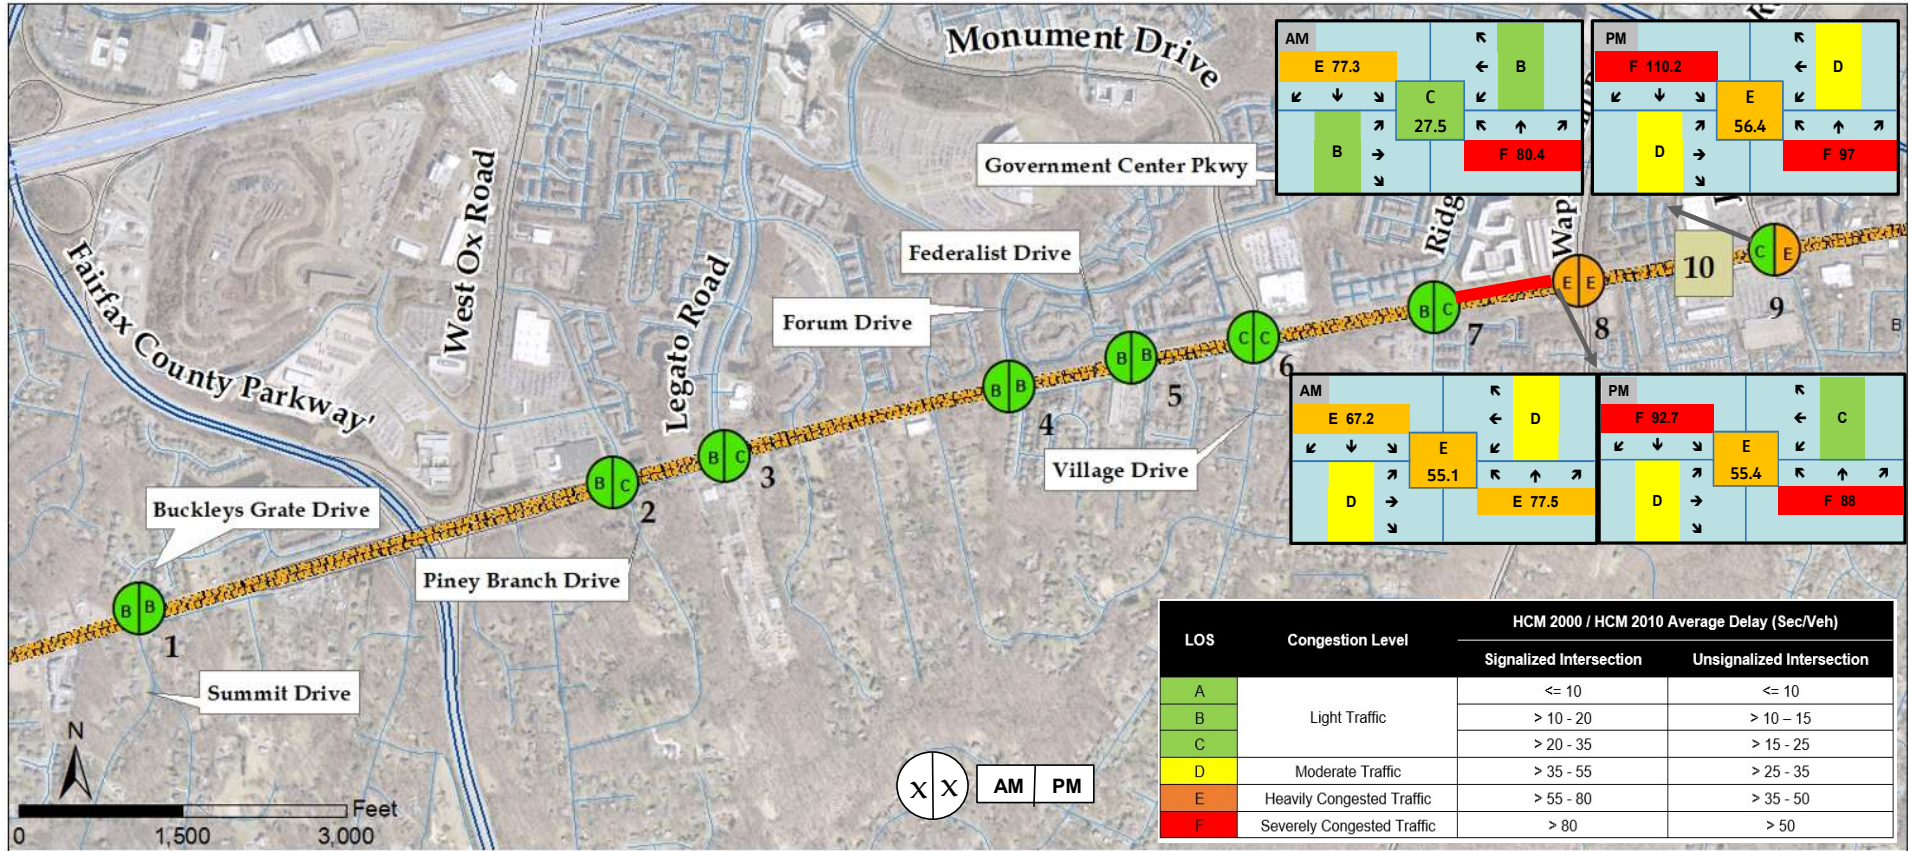 Monument Drive
Government Center Pkwy
West Ox Road
Fairfax County Parkway'
Legato Road
Federalist Drive
Forum Drive
Village Drive
Buckleys Grate Drive
Piney Branch Drive
Summit Drive
Ridg
Wap
AM
E 77.3
B
C
27.5
B
F 80.4
PM
F 110.2
D
E
56.4
D
F 97
B B
1
B C
2
B C
3
B B
4
B B
5
C C
6
B C
7
E E
8
10
C E
9
B
AM
E 67.2
D
E
55.1
D
E 77.5
PM
F 92.7
C
E
55.4
D
F 88
N
Feet
0 1,500 3,000
X X AM PM
LOS Congestion Level HCM 2000 / HCM 2010 Average Delay (Sec/Veh)
Signalized Intersection Unsignalized Intersection
A <= 10 <= 10
B Light Traffic > 10 - 20 > 10 – 15
C > 20 - 35 > 15 - 25
D Moderate Traffic > 35 - 55 > 25 - 35
E Heavily Congested Traffic > 55 - 80 > 35 - 50
F Severely Congested Traffic > 80 > 50